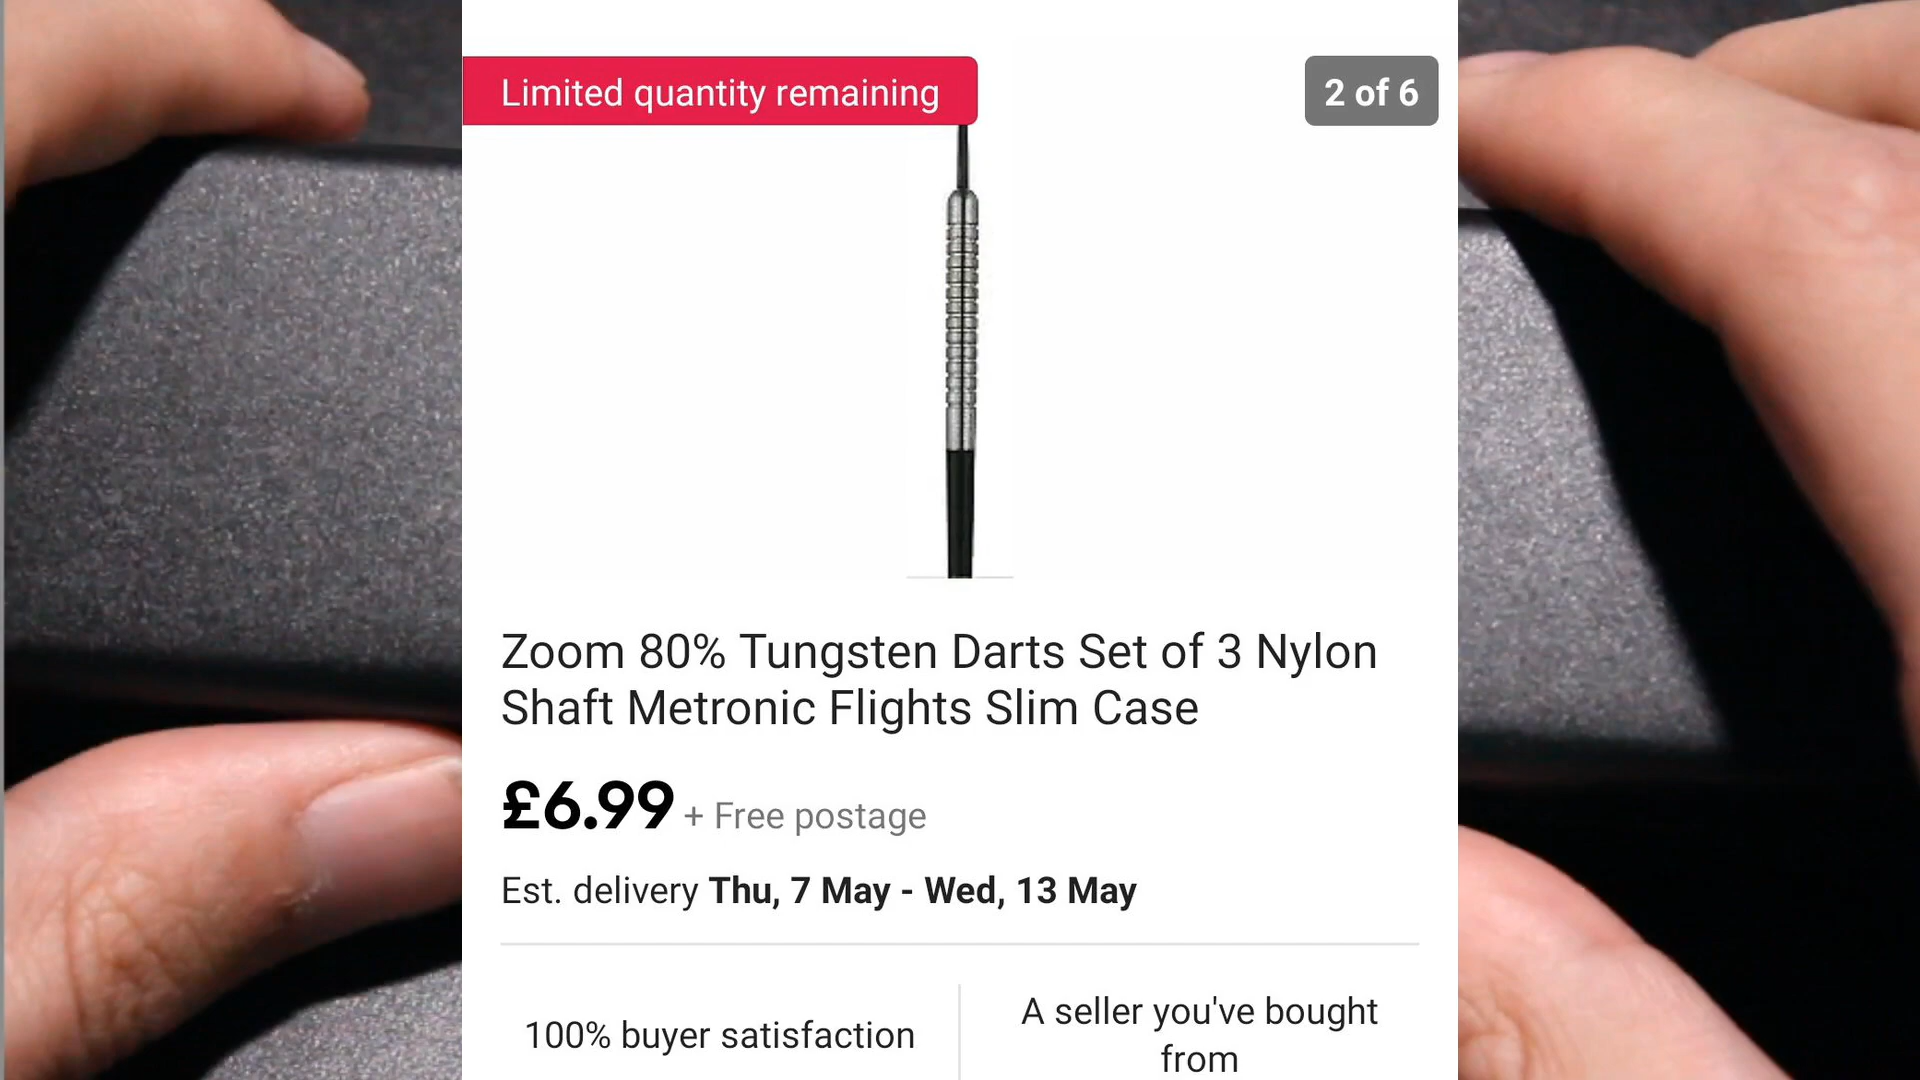 Limited quantity remaining
2 of 6
Zoom 80% Tungsten Darts Set of 3 Nylon
Shaft Metronic Flights Slim Case
£6.99 + Free postage
Est. delivery Thu, 7 May - Wed, 13 May
100% buyer satisfaction
A seller you've bought
from